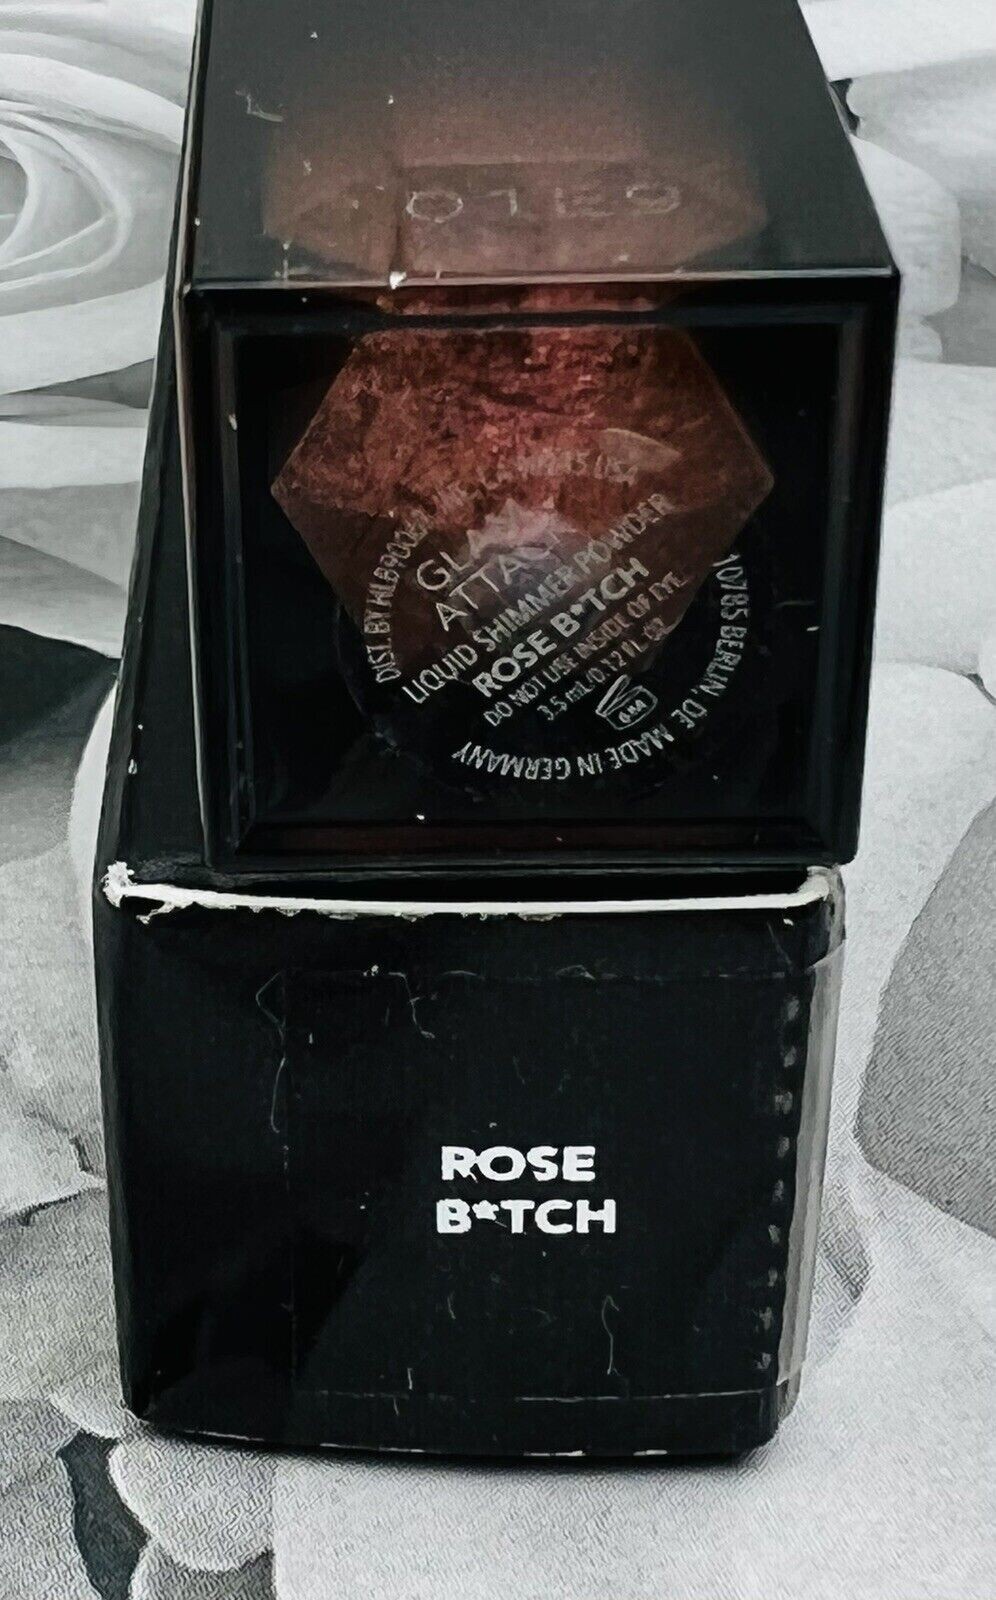 GLAM
ATTACK
LIQUID SHIMMER POWDER
ROSE B*TCH
DO NOT USE INSIDE OF EYE
3.5 mL/0.12 FL. OZ.
6M
DIST. BY
10785 BERLIN, DE. MADE IN GERMANY
ROSE
B*TCH